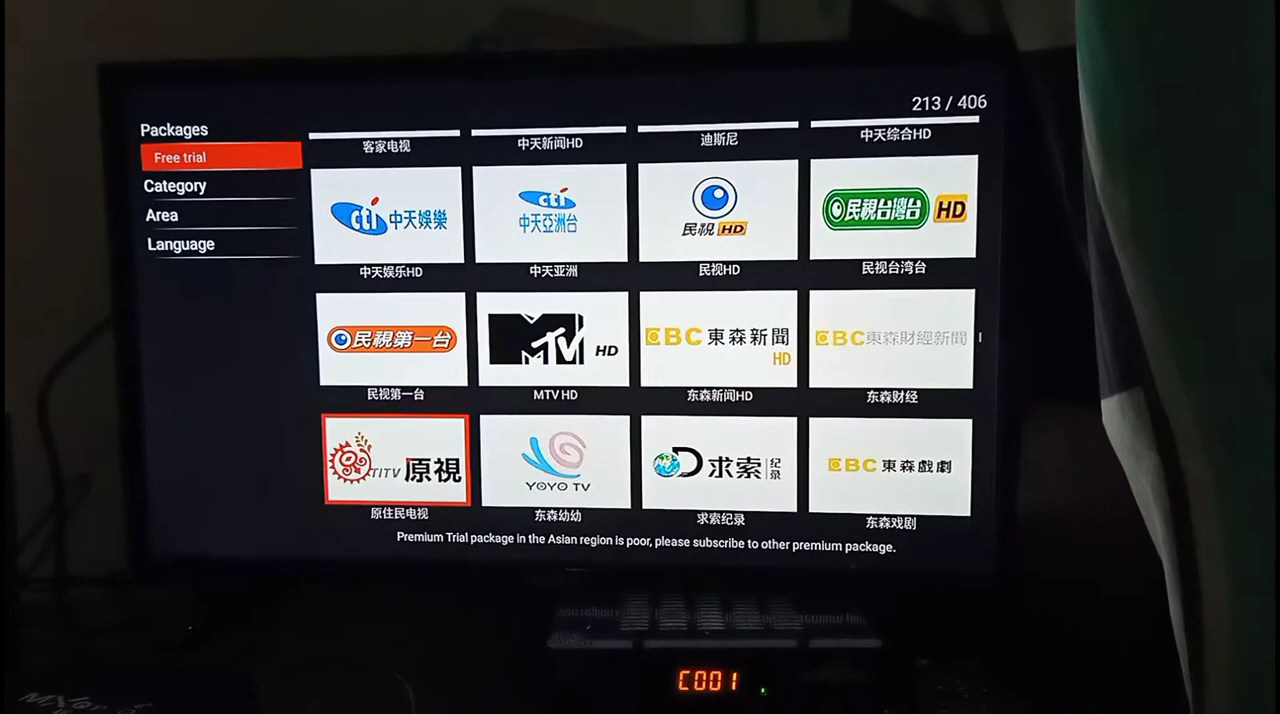 213 / 406
Packages
Free trial
Category
Area
Language
客家电视
中天新闻HD
迪斯尼
中天综合HD
cti 中天娛樂
cti 中天亞洲台
民視 HD
民視台灣台 HD
中天娱乐HD
中天亚洲
民视HD
民视台湾台
民視第一台
MTV HD
EBC 東森新聞 HD
EBC 東森財經新聞
民视第一台
MTV HD
东森新闻HD
东森财经
TITV 原視
YOYO TV
求索 纪录
EBC 東森戲劇
原住民电视
东森幼幼
求索纪录
东森戏剧
Premium Trial package in the Asian region is poor, please subscribe to other premium package.
C001